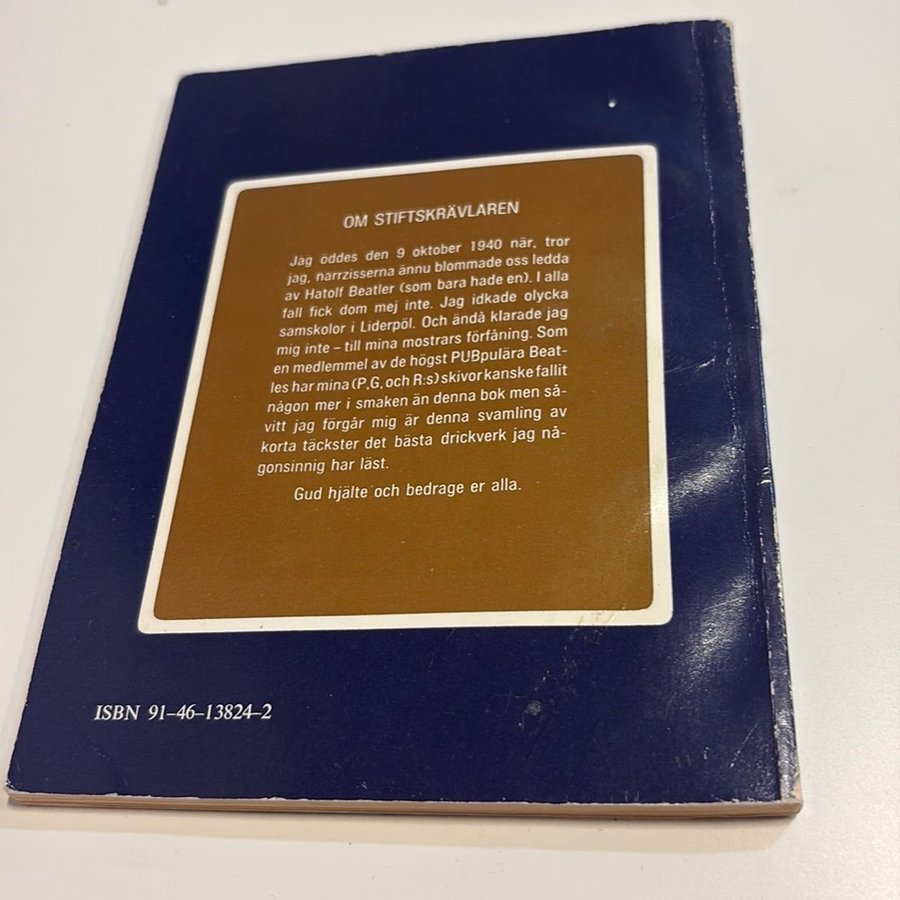 OM STIFTSKRÄVLAREN
Jag öddes den 9 oktober 1940 när, tror
jag, narrzisserna ännu blommade oss ledda
av Hatolf Beatler (som bara hade en). I alla
fall fick dom mej inte. Jag idkade olycka
samskolor i Liderpöl. Och ändå klarade jag
mig inte – till mina mostrars förfåning. Som
en medlemmel av de högst PUBpulära Beat-
les har mina (P,G, och R:s) skivor kanske fallit
någon mer i smaken än denna bok men så-
vitt jag förgår mig är denna svamling av
korta täckster det bästa drickverk jag nå-
gonsinnig har läst.
Gud hjälte och bedrage er alla.
ISBN 91–46–13824–2